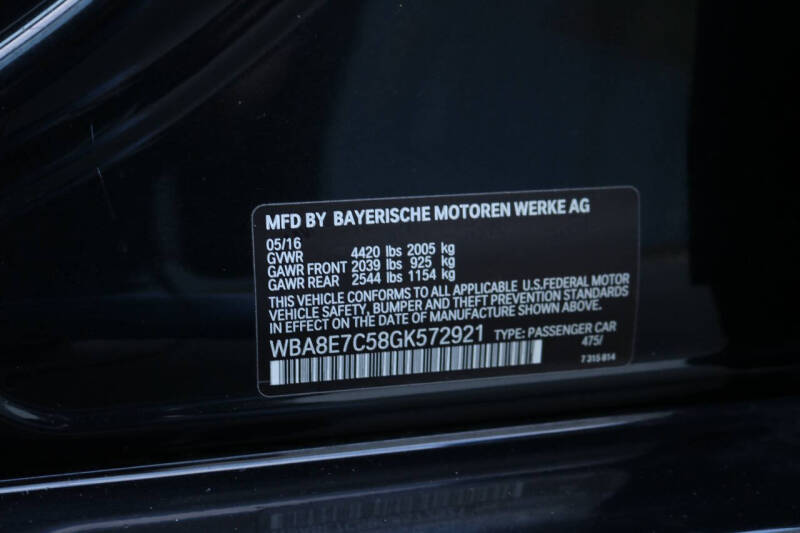 MFD BY BAYERISCHE MOTOREN WERKE AG
05/16
GVWR 4420 lbs 2005 kg
GAWR FRONT 2039 lbs 925 kg
GAWR REAR 2544 lbs 1154 kg
THIS VEHICLE CONFORMS TO ALL APPLICABLE U.S.FEDERAL MOTOR
VEHICLE SAFETY, BUMPER AND THEFT PREVENTION STANDARDS
IN EFFECT ON THE DATE OF MANUFACTURE SHOWN ABOVE.
WBA8E7C58GK572921 TYPE: PASSENGER CAR
475/
7 315 814